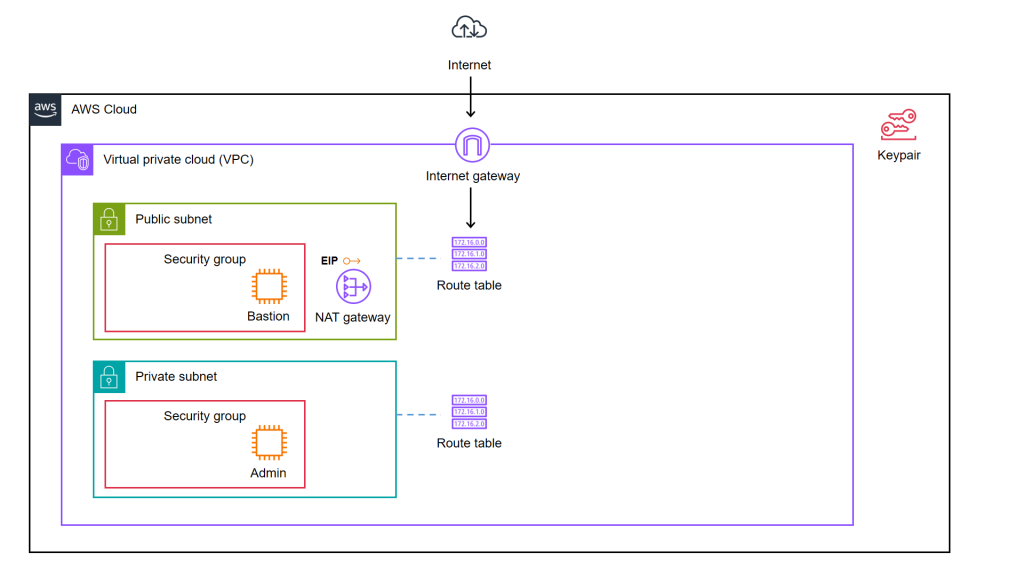 Internet
aws
AWS Cloud
Keypair
Virtual private cloud (VPC)
Internet gateway
Public subnet
Security group
EIP
Bastion
NAT gateway
172.16.0.0
172.16.1.0
172.16.2.0
Route table
Private subnet
Security group
Admin
172.16.0.0
172.16.1.0
172.16.2.0
Route table